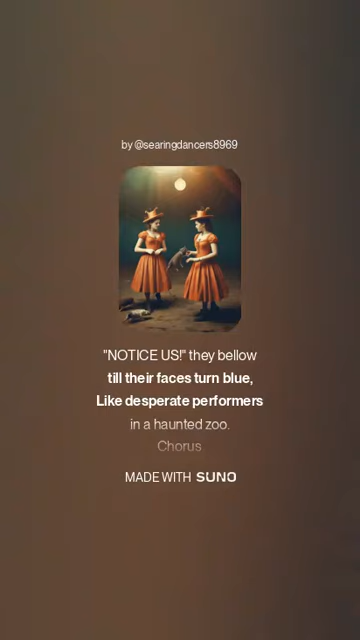 by @searingdancers8969
"NOTICE US!" they bellow
till their faces turn blue,
Like desperate performers
in a haunted zoo.
Chorus
MADE WITH SUNO